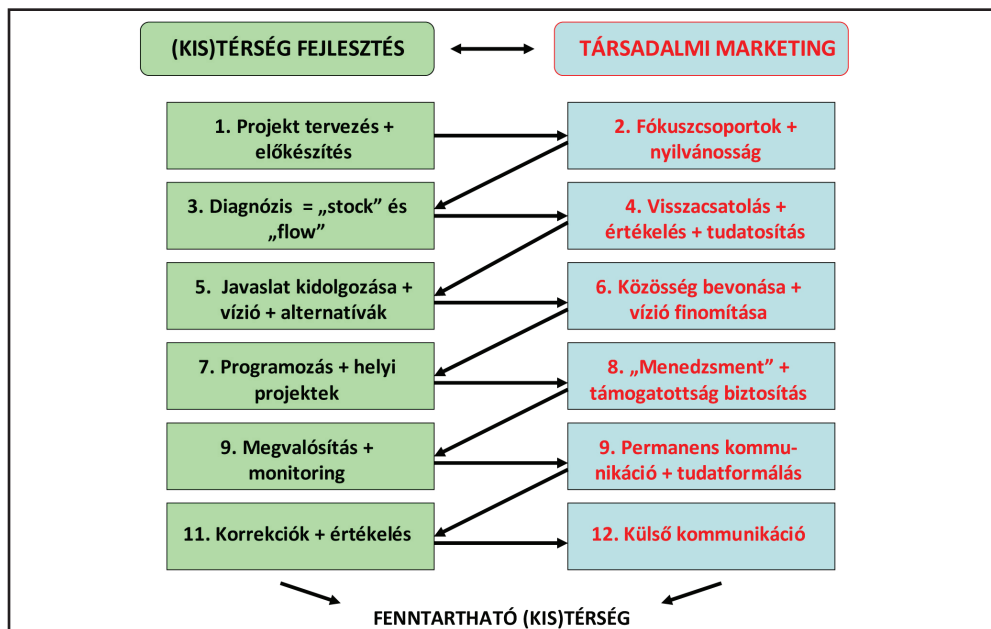 (KIS)TÉRSÉG FEJLESZTÉS
TÁRSADALMI MARKETING
1. Projekt tervezés +
előkészítés
2. Fókuszcsoportok +
nyilvánosság
3. Diagnózis = „stock” és
„flow”
4. Visszacsatolás +
értékelés + tudatosítás
5. Javaslat kidolgozása +
vízió + alternatívák
6. Közösség bevonása +
vízió finomítása
7. Programozás + helyi
projektek
8. „Menedzsment” +
támogatottság biztosítás
9. Megvalósítás +
monitoring
9. Permanens kommu-
nikáció + tudatformálás
11. Korrekciók + értékelés
12. Külső kommunikáció
FENNTARTHATÓ (KIS)TÉRSÉG